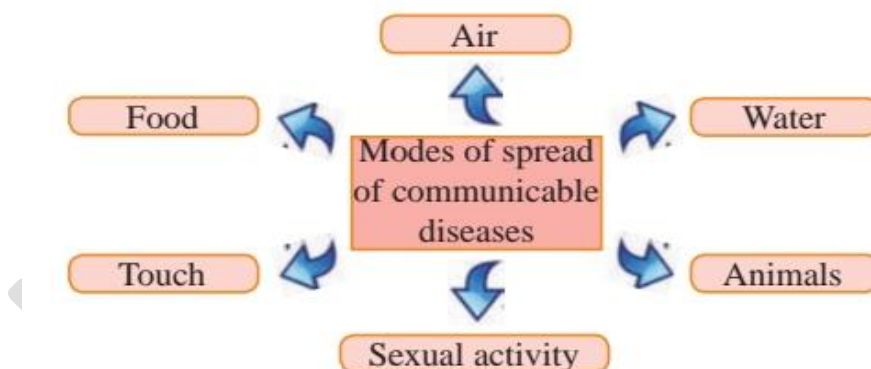 Air
Food
Water
Modes of spread
of communicable
diseases
Touch
Animals
Sexual activity